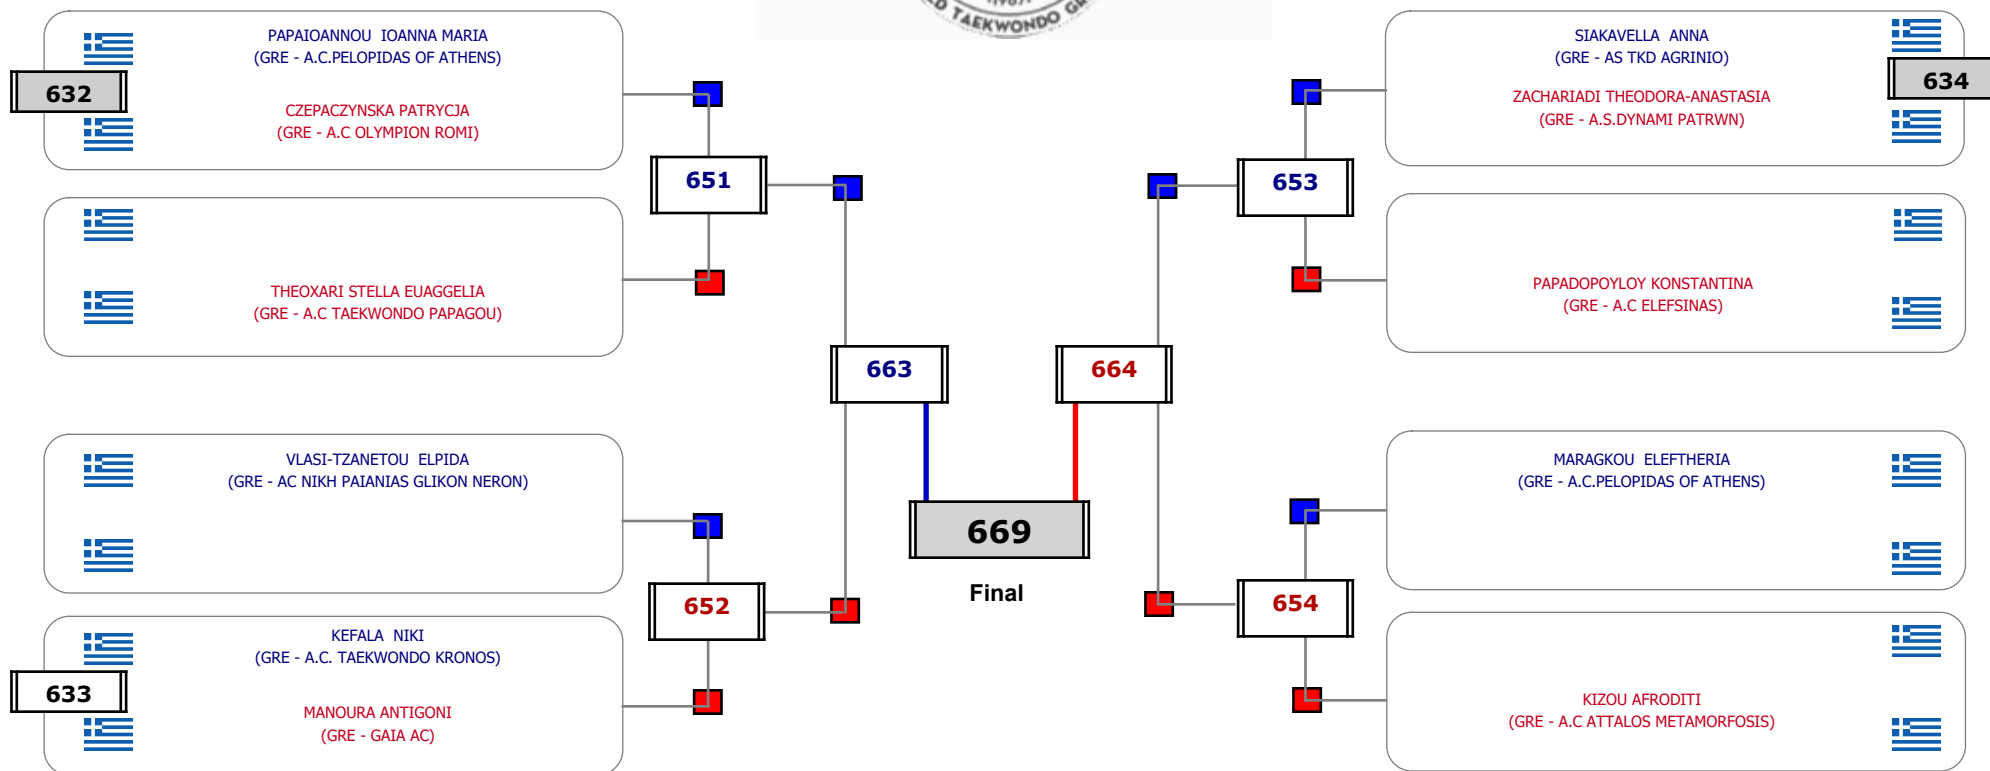 TAEKWONDO
PAPAIOANNOU IOANNA MARIA
(GRE - A.C.PELOPIDAS OF ATHENS)
632
CZEPACZYNSKA PATRYCJA
(GRE - A.C OLYMPION ROMI)
651
THEOXARI STELLA EUAGGELIA
(GRE - A.C TAEKWONDO PAPAGOU)
663
VLASI-TZANETOU ELPIDA
(GRE - AC NIKH PAIANIAS GLIKON NERON)
652
KEFALA NIKI
(GRE - A.C. TAEKWONDO KRONOS)
633
MANOURA ANTIGONI
(GRE - GAIA AC)
669
Final
SIAKAVELLA ANNA
(GRE - AS TKD AGRINIO)
634
ZACHARIADI THEODORA-ANASTASIA
(GRE - A.S.DYNAMI PATRWN)
653
PAPADOPOYLOY KONSTANTINA
(GRE - A.C ELEFSINAS)
664
MARAGKOU ELEFTHERIA
(GRE - A.C.PELOPIDAS OF ATHENS)
654
KIZOU AFRODITI
(GRE - A.C ATTALOS METAMORFOSIS)